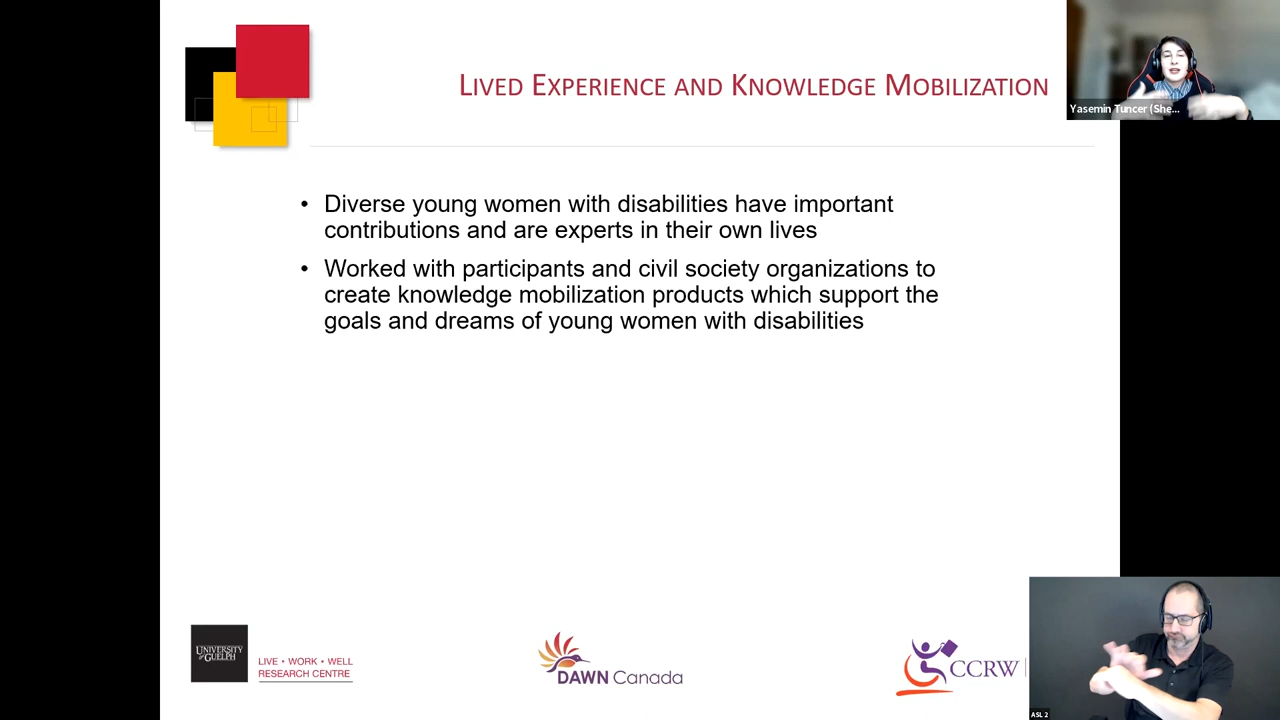 LIVED EXPERIENCE AND KNOWLEDGE MOBILIZATION
Yasemin Tuncer (She...
• Diverse young women with disabilities have important
contributions and are experts in their own lives
• Worked with participants and civil society organizations to
create knowledge mobilization products which support the
goals and dreams of young women with disabilities
UNIVERSITY
of GUELPH
LIVE • WORK • WELL
RESEARCH CENTRE
DAWN Canada
CCRW
ASL 2